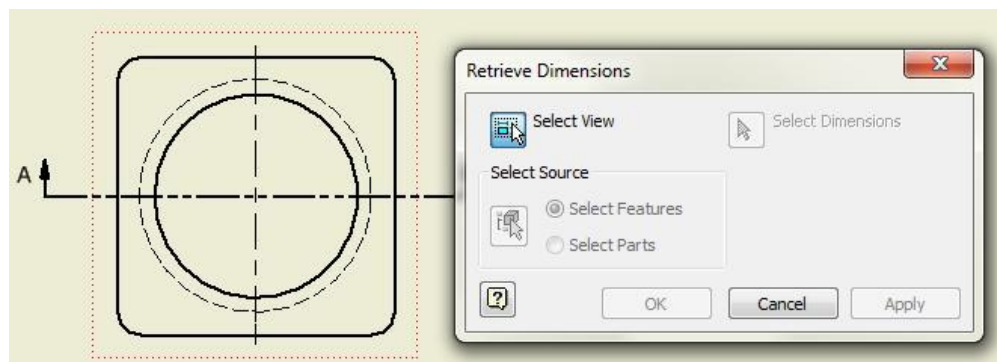 A
Retrieve Dimensions
Select View
Select Dimensions
Select Source
Select Features
Select Parts
OK
Cancel
Apply